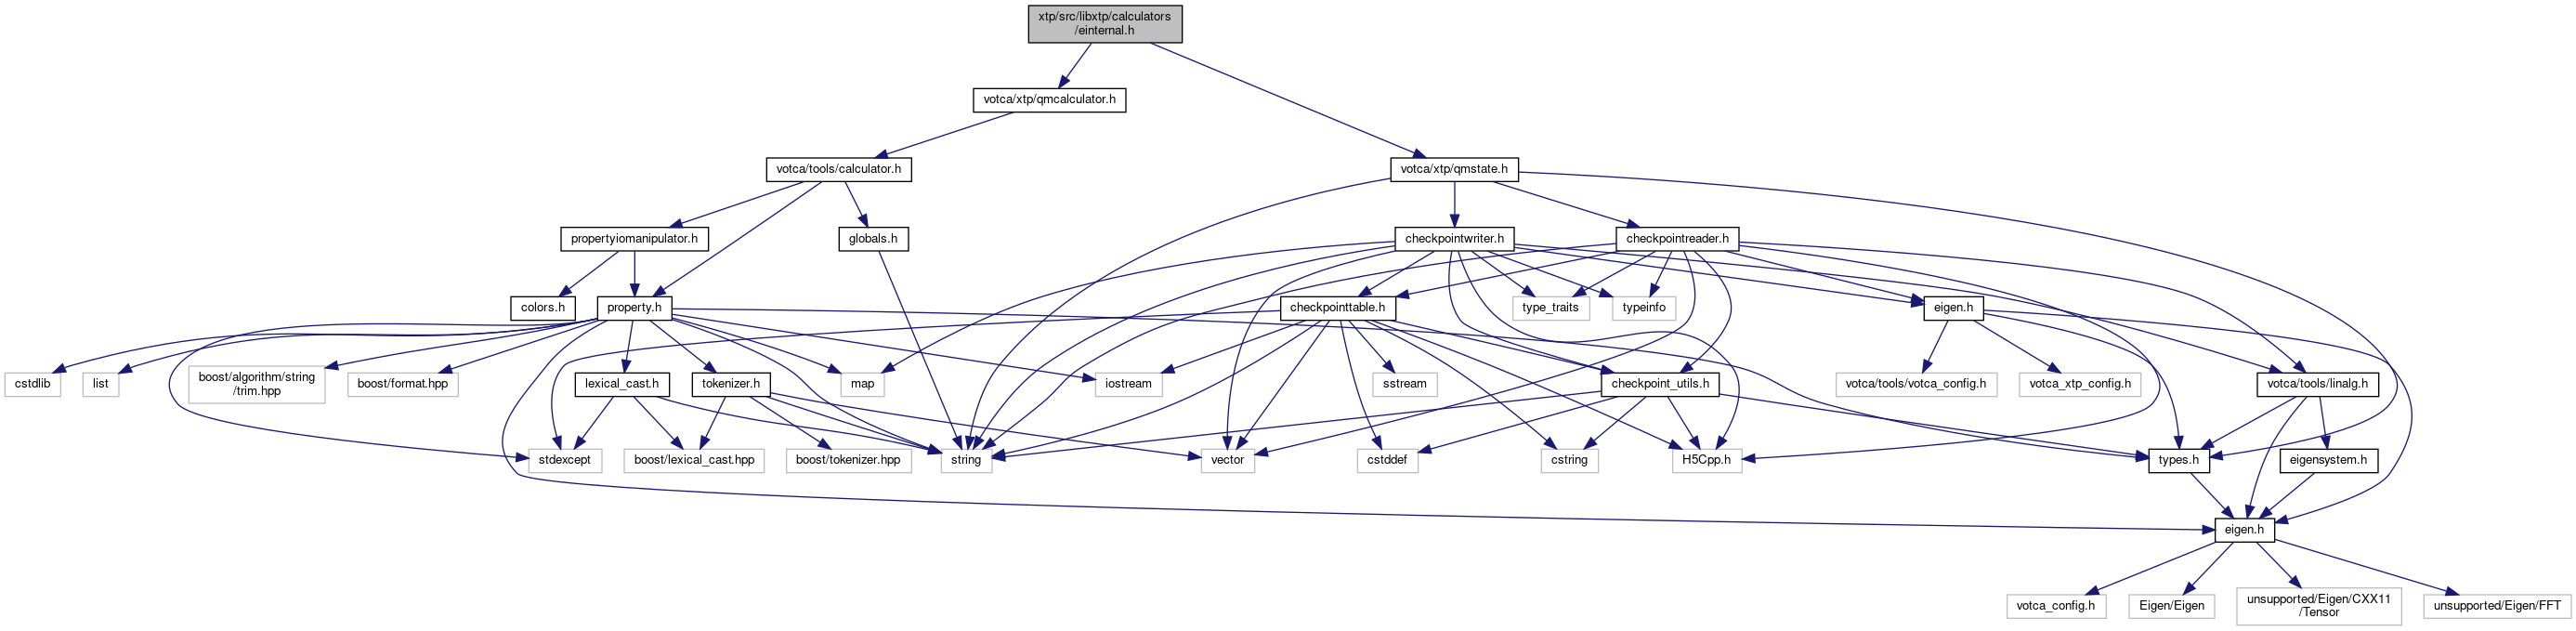 xtp/src/libxtp/calculators
/einternal.h
votca/xtp/qmcalculator.h
votca/tools/calculator.h
votca/xtp/qmstate.h
propertyiomanipulator.h
globals.h
checkpointwriter.h
checkpointreader.h
colors.h
property.h
checkpointtable.h
type_traits
typeinfo
eigen.h
cstdlib
list
boost/algorithm/string
/trim.hpp
boost/format.hpp
lexical_cast.h
tokenizer.h
map
iostream
sstream
checkpoint_utils.h
votca/tools/votca_config.h
votca_xtp_config.h
votca/tools/linalg.h
stdexcept
boost/lexical_cast.hpp
boost/tokenizer.hpp
string
vector
cstddef
cstring
H5Cpp.h
types.h
eigensystem.h
eigen.h
votca_config.h
Eigen/Eigen
unsupported/Eigen/CXX11
/Tensor
unsupported/Eigen/FFT